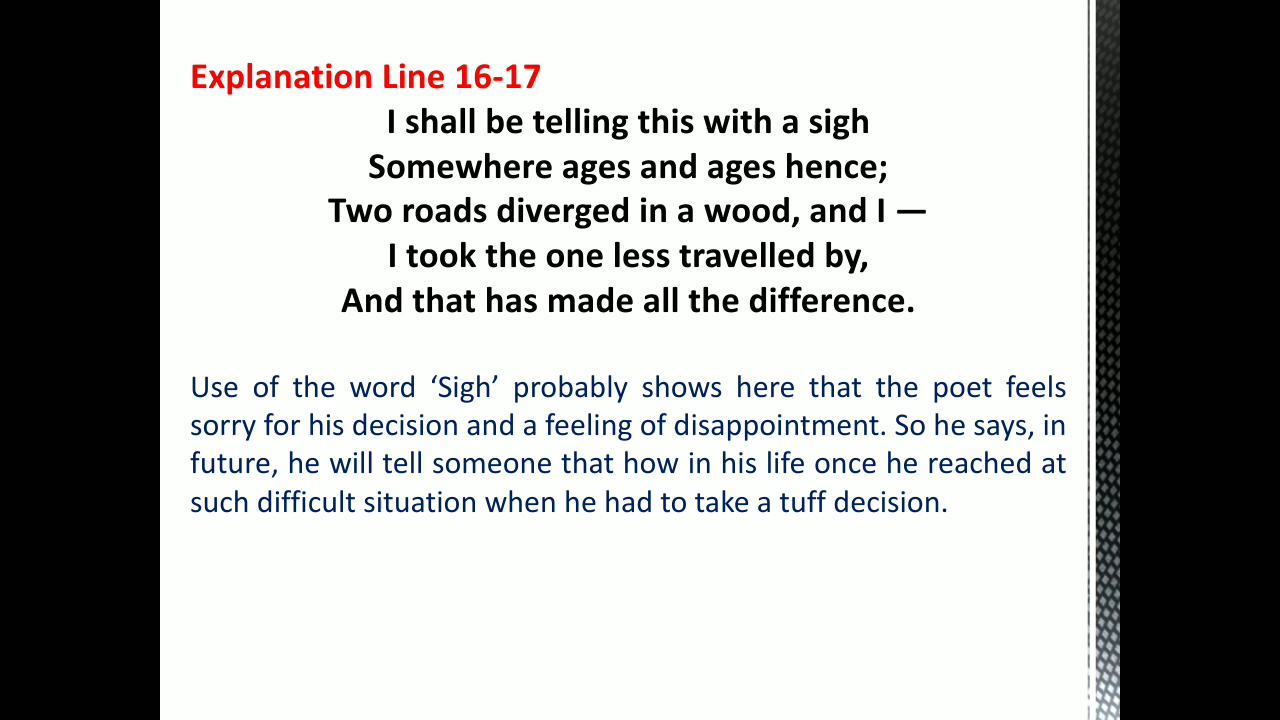 Explanation Line 16-17
I shall be telling this with a sigh
Somewhere ages and ages hence;
Two roads diverged in a wood, and I —
I took the one less travelled by,
And that has made all the difference.
Use of the word ‘Sigh’ probably shows here that the poet feels
sorry for his decision and a feeling of disappointment. So he says, in
future, he will tell someone that how in his life once he reached at
such difficult situation when he had to take a tuff decision.